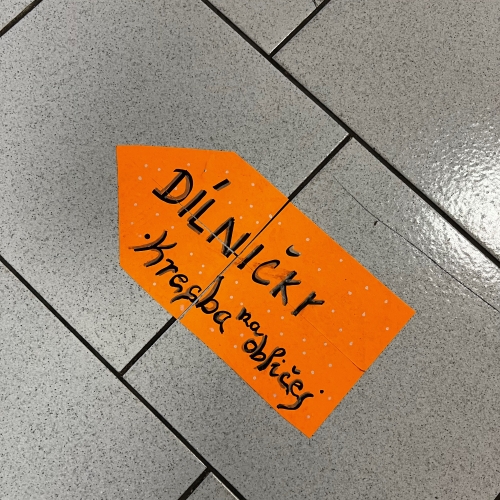 DÍLNIČKY
·Kresba na
obličej